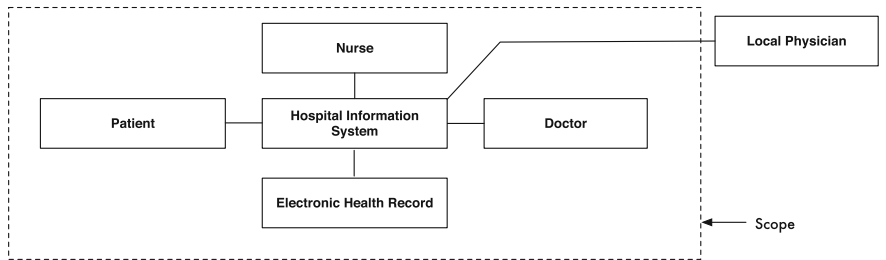 Nurse
Local Physician
Patient
Hospital Information
System
Doctor
Electronic Health Record
Scope